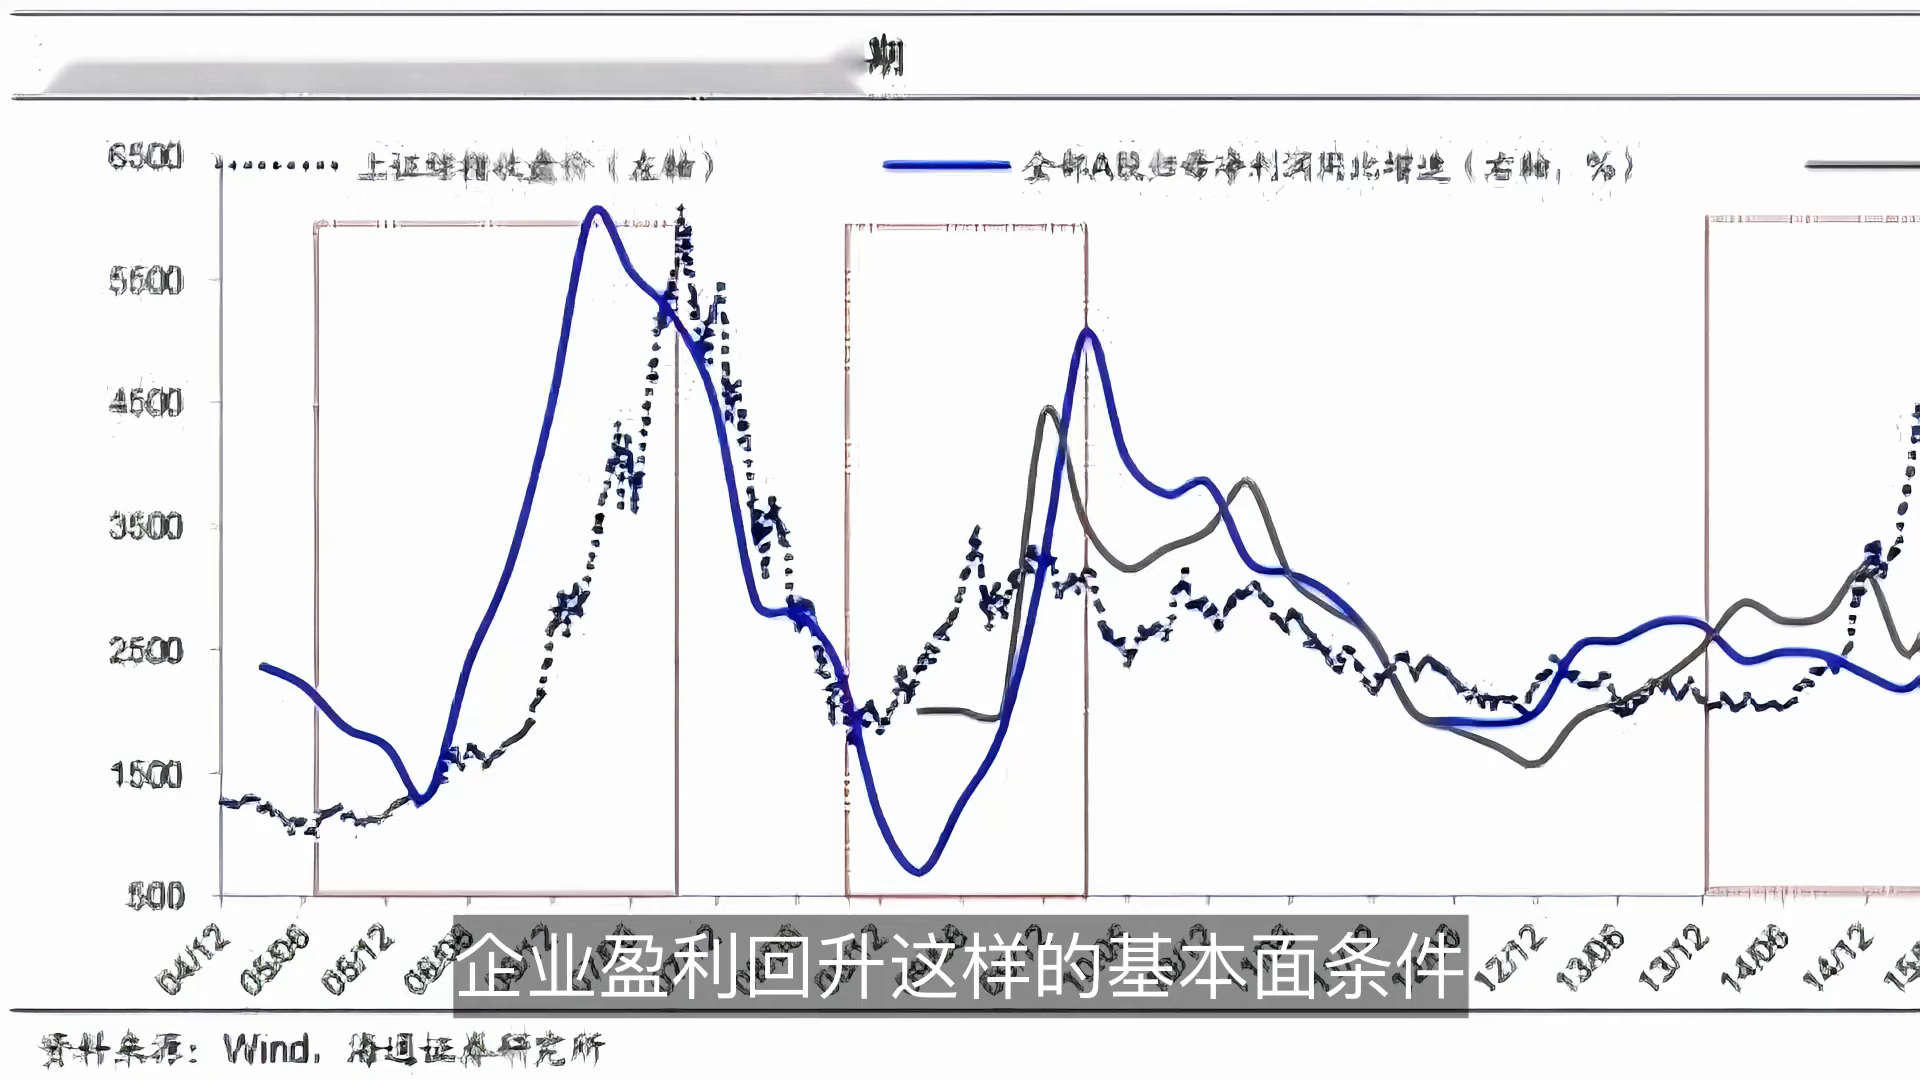 期
6500
上证综指收盘价（左轴）
全部A股归母净利润同比增速（右轴，%）
5500
4500
3500
2500
1500
500
04/12 05/06 05/12 12/12 13/06 13/12 14/06 14/12
企业盈利回升这样的基本面条件
资料来源：Wind，海通证券研究所